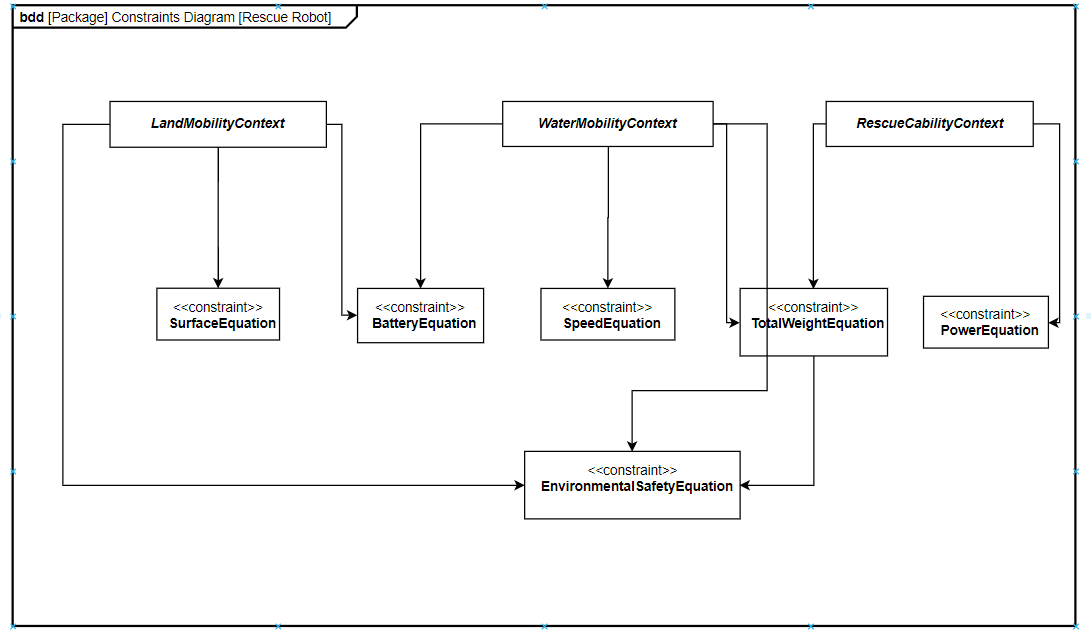 bdd [Package] Constraints Diagram [Rescue Robot]
LandMobilityContext
WaterMobilityContext
RescueCabilityContext
<<constraint>>
SurfaceEquation
<<constraint>>
BatteryEquation
<<constraint>>
SpeedEquation
<<constraint>>
TotalWeightEquation
<<constraint>>
PowerEquation
<<constraint>>
EnvironmentalSafetyEquation